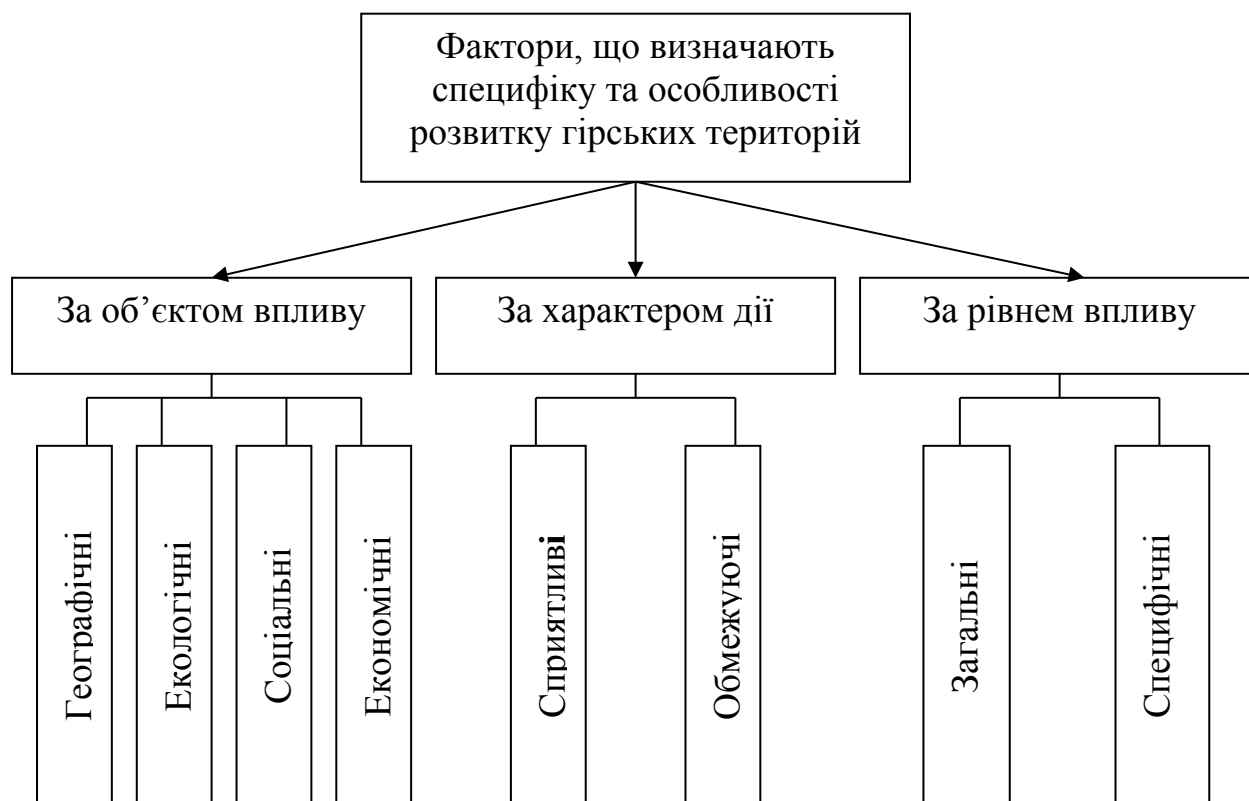 Фактори, що визначають
специфіку та особливості
розвитку гірських територій
За об’єктом впливу
За характером дії
За рівнем впливу
Географічні
Екологічні
Соціальні
Економічні
Сприятливі
Обмежуючі
Загальні
Специфічні